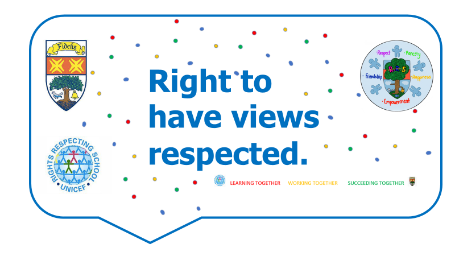 Fidelis
Right to
have views
respected.
Respect
Honesty
Friendship
Empowerment
RIGHTS RESPECTING SCHOOL
UNICEF
LEARNING TOGETHER WORKING TOGETHER SUCCEEDING TOGETHER